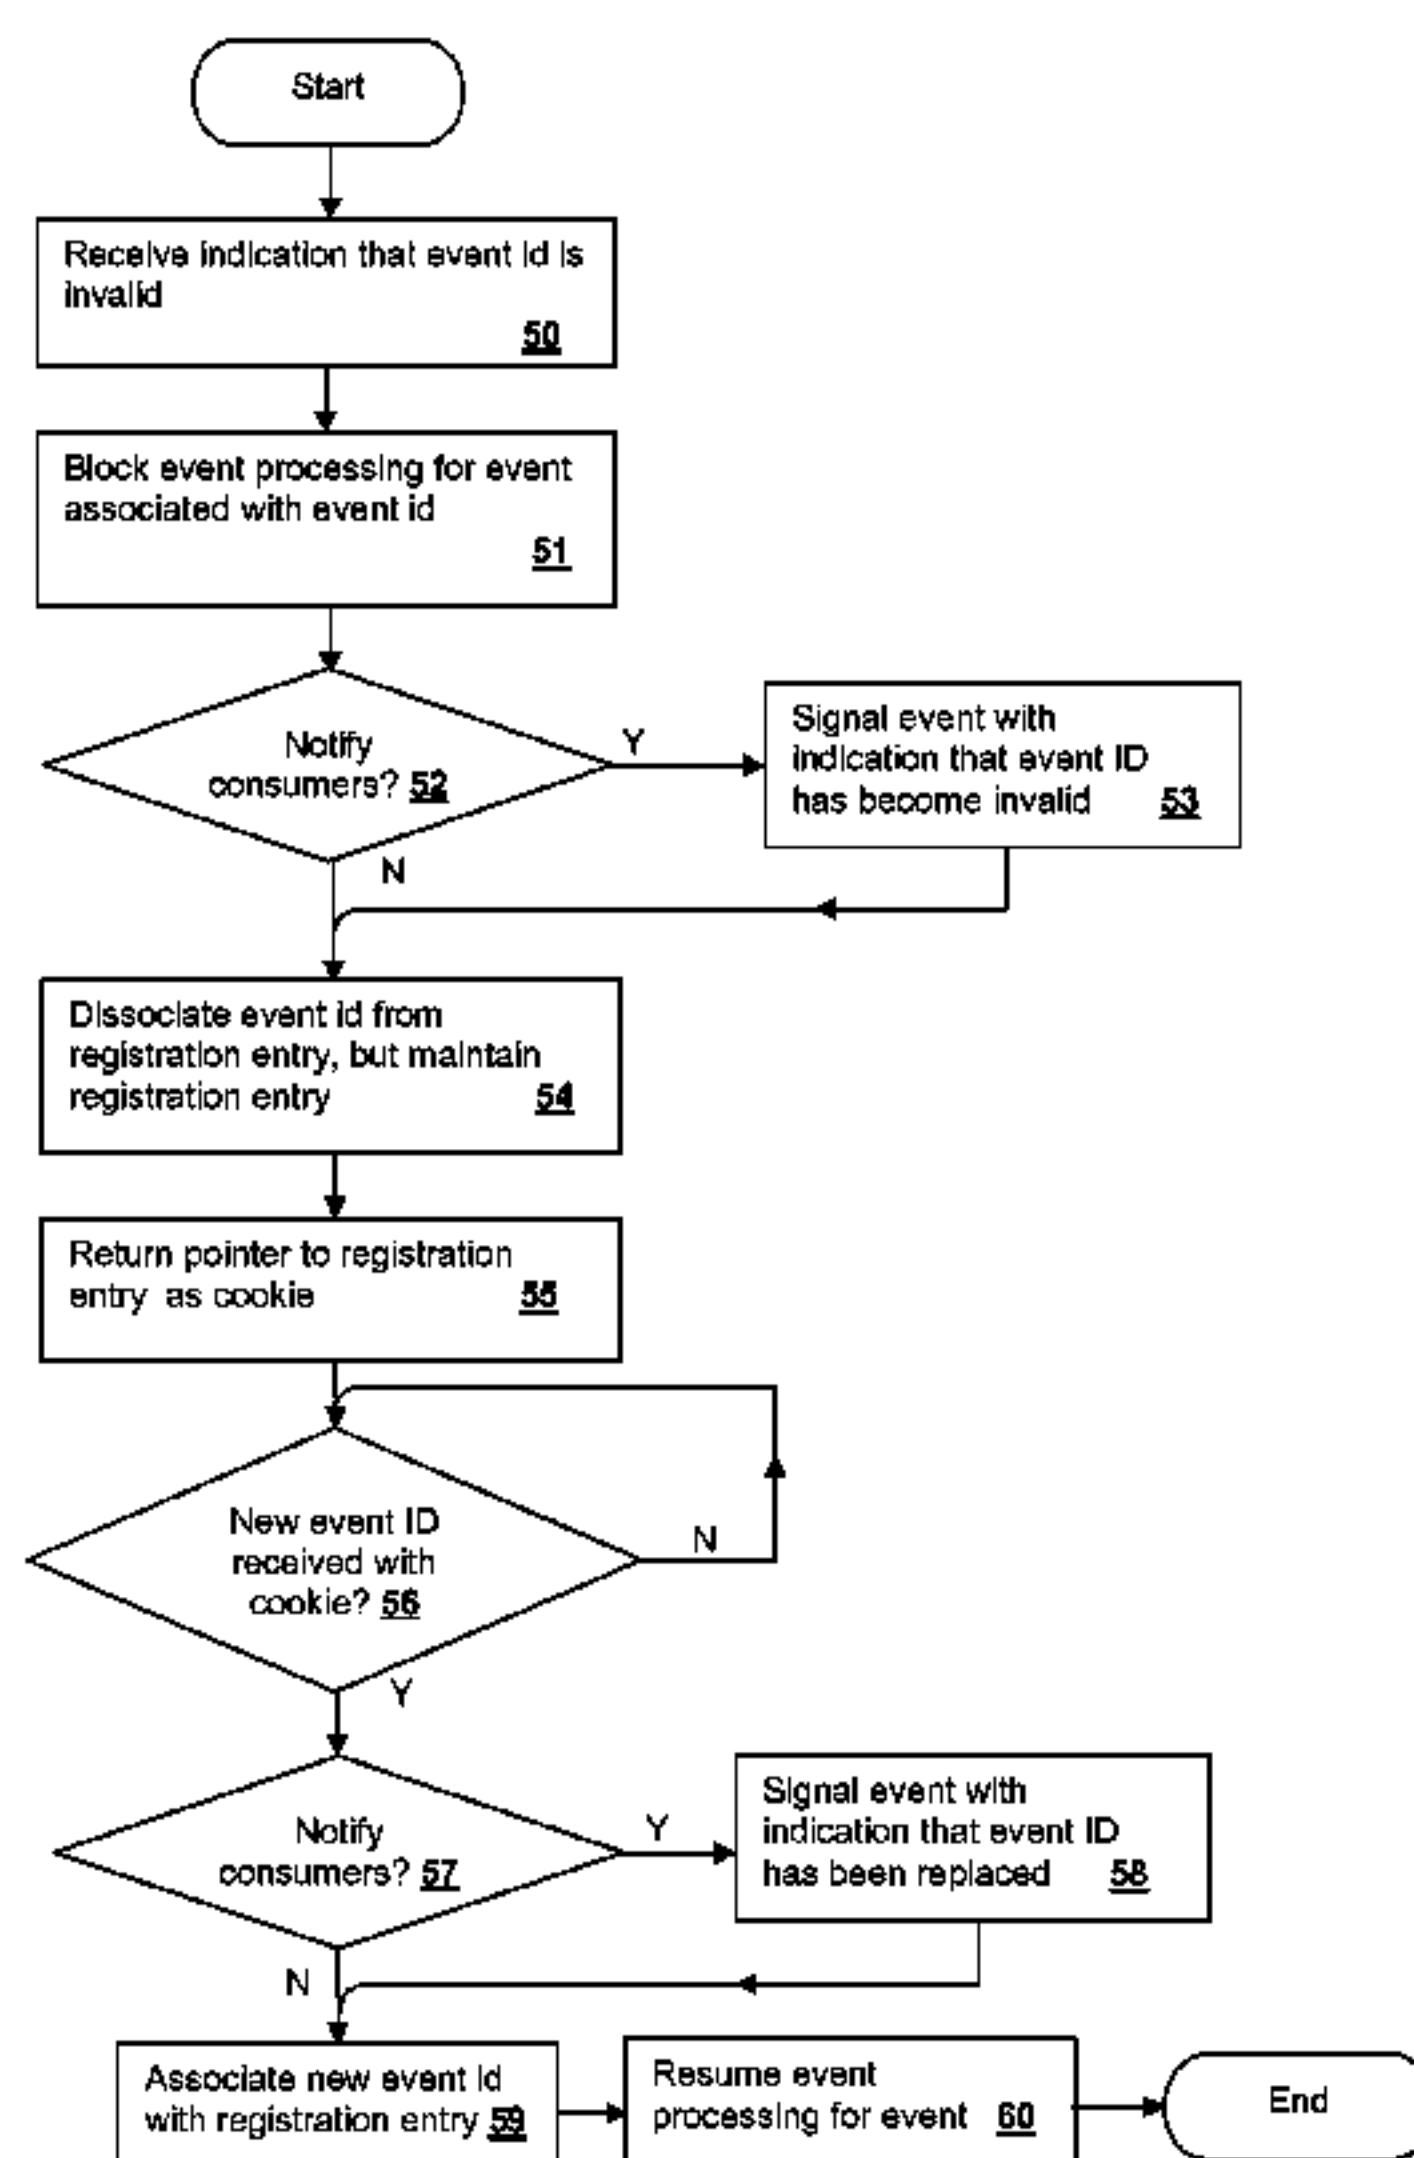 Start
Receive indication that event id is
invalid
50
Block event processing for event
associated with event id
51
Notify
consumers? 52
Y
Signal event with
indication that event ID
has become invalid 53
N
Dissociate event id from
registration entry, but maintain
registration entry 54
Return pointer to registration
entry as cookie 55
New event ID
received with
cookie? 56
N
Y
Notify
consumers? 57
Y
Signal event with
indication that event ID
has been replaced 58
N
Associate new event id
with registration entry 59
Resume event
processing for event 60
End